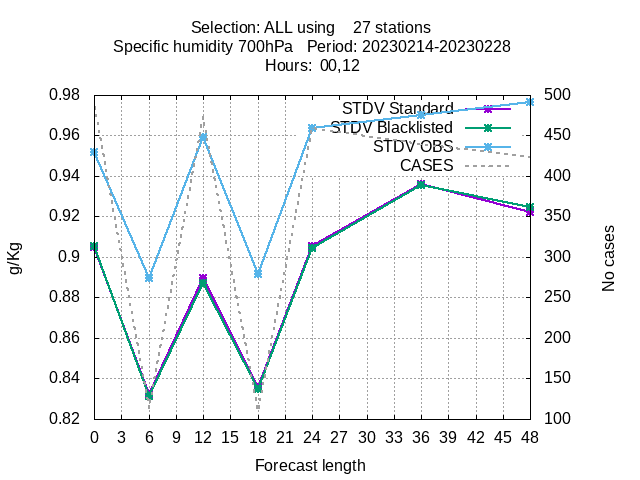 Selection: ALL using    27 stations
Specific humidity 700hPa   Period: 20230214-20230228
Hours:  00,12
0.98
0.96
0.94
0.92
0.9
0.88
0.86
0.84
0.82
g/Kg
STDV Standard
STDV Blacklisted
STDV OBS
CASES
500
450
400
350
300
250
200
150
100
No cases
0 3 6 9 12 15 18 21 24 27 30 33 36 39 42 45 48
Forecast length